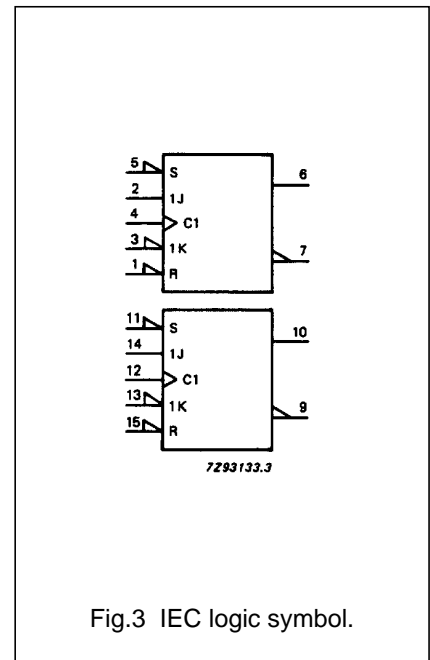 5 S 6
2 1J
4 C1
3 1K 7
1 R
11 S 10
14 1J
12 C1
13 1K 9
15 R
7Z93133.3
Fig.3 IEC logic symbol.